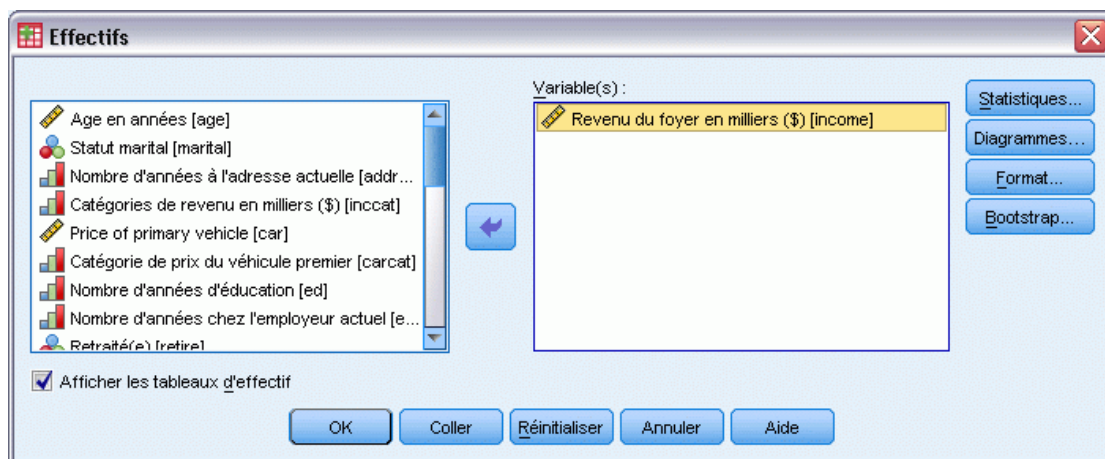 Effectifs
Variable(s) :
Age en années [age]
Statut marital [marital]
Nombre d'années à l'adresse actuelle [addr...
Catégories de revenu en milliers ($) [inccat]
Price of primary vehicle [car]
Catégorie de prix du véhicule premier [carcat]
Nombre d'années d'éducation [ed]
Nombre d'années chez l'employeur actuel [e...
Retraité(e) [retire]
Revenu du foyer en milliers ($) [income]
Statistiques...
Diagrammes...
Format...
Bootstrap...
Afficher les tableaux d'effectif
OK
Coller
Réinitialiser
Annuler
Aide